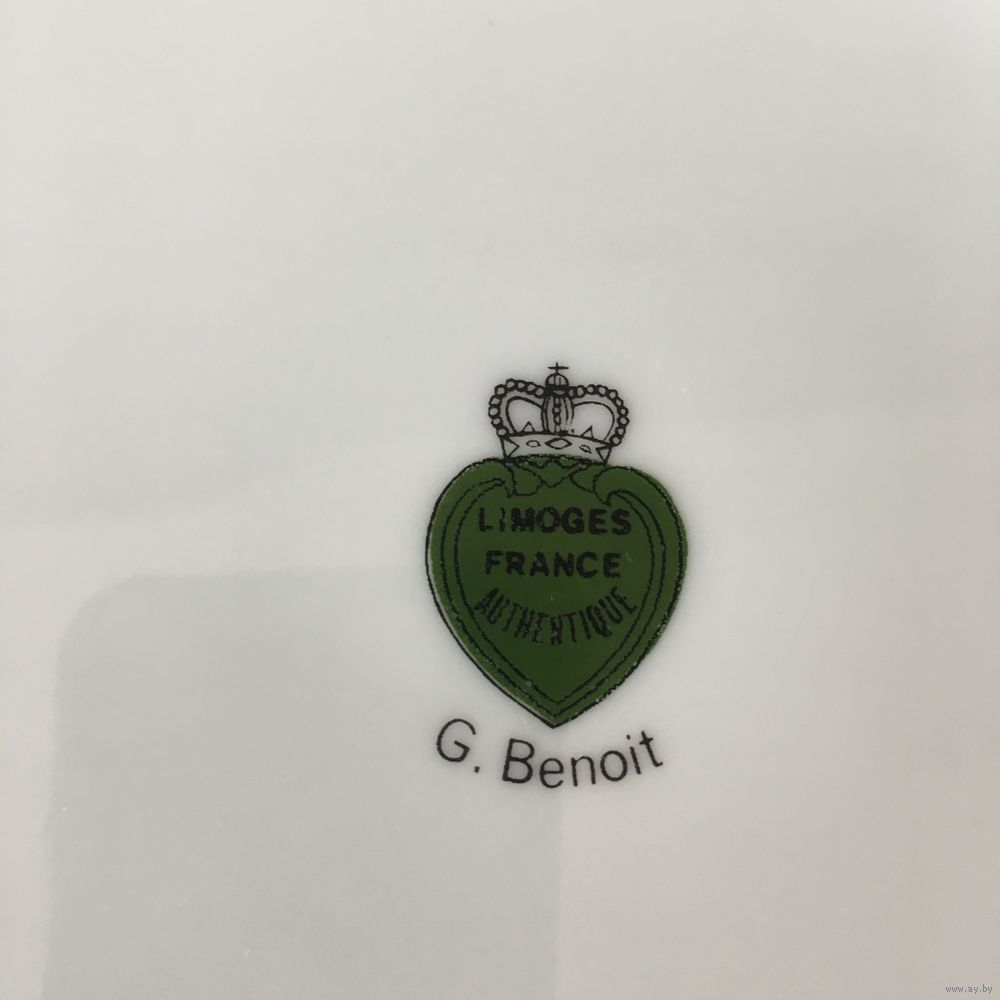 LIMOGES
FRANCE
AUTHENTIQUE
G. Benoit
www.ay.by